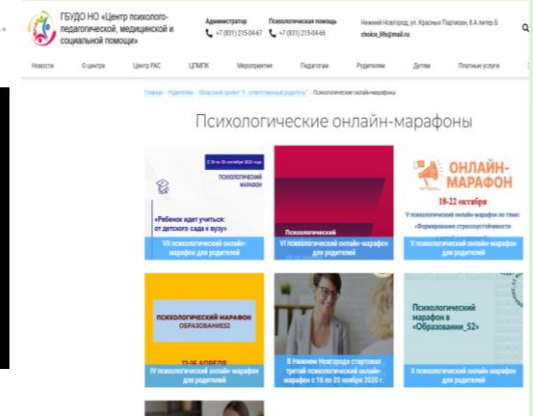 ГБУДО НО «Центр психолого-
педагогической, медицинской и
социальной помощи»
Администратор
+7 (831) 215-04-67
Психологическая помощь
+7 (831) 215-04-66
Нижний Новгород, ул. Красных Партизан, 8 А литер Б
choice_life@mail.ru
Новости О центре Центр РАС ЦПМПК Мероприятия Педагогам Родителям Детям Платные услуги
Главная Родителям Областной проект "Я - ответственный родитель" Психологические онлайн-марафоны
Психологические онлайн-марафоны
ПСИХОЛОГИЧЕСКИЙ
МАРАФОН
«Ребенок идет учиться:
от детского сада к вузу»
VII психологический онлайн-
марафон для родителей
Психологический
VI психологический онлайн-марафон
для родителей
ОНЛАЙН-
МАРАФОН
18-22 октября
V психологический онлайн-марафон по теме:
«Формирование стрессоустойчивости
V психологический онлайн-марафон
для родителей
ПСИХОЛОГИЧЕСКИЙ МАРАФОН
ОБРАЗОВАНИЕ52
12-16 АПРЕЛЯ
IV психологический онлайн-марафон
для родителей
В Нижнем Новгороде стартовал
третий психологический онлайн-
марафон с 16 по 20 ноября 2020 г.
Психологический
марафон в
«Образовании_52»
II психологический онлайн-марафон
для родителей